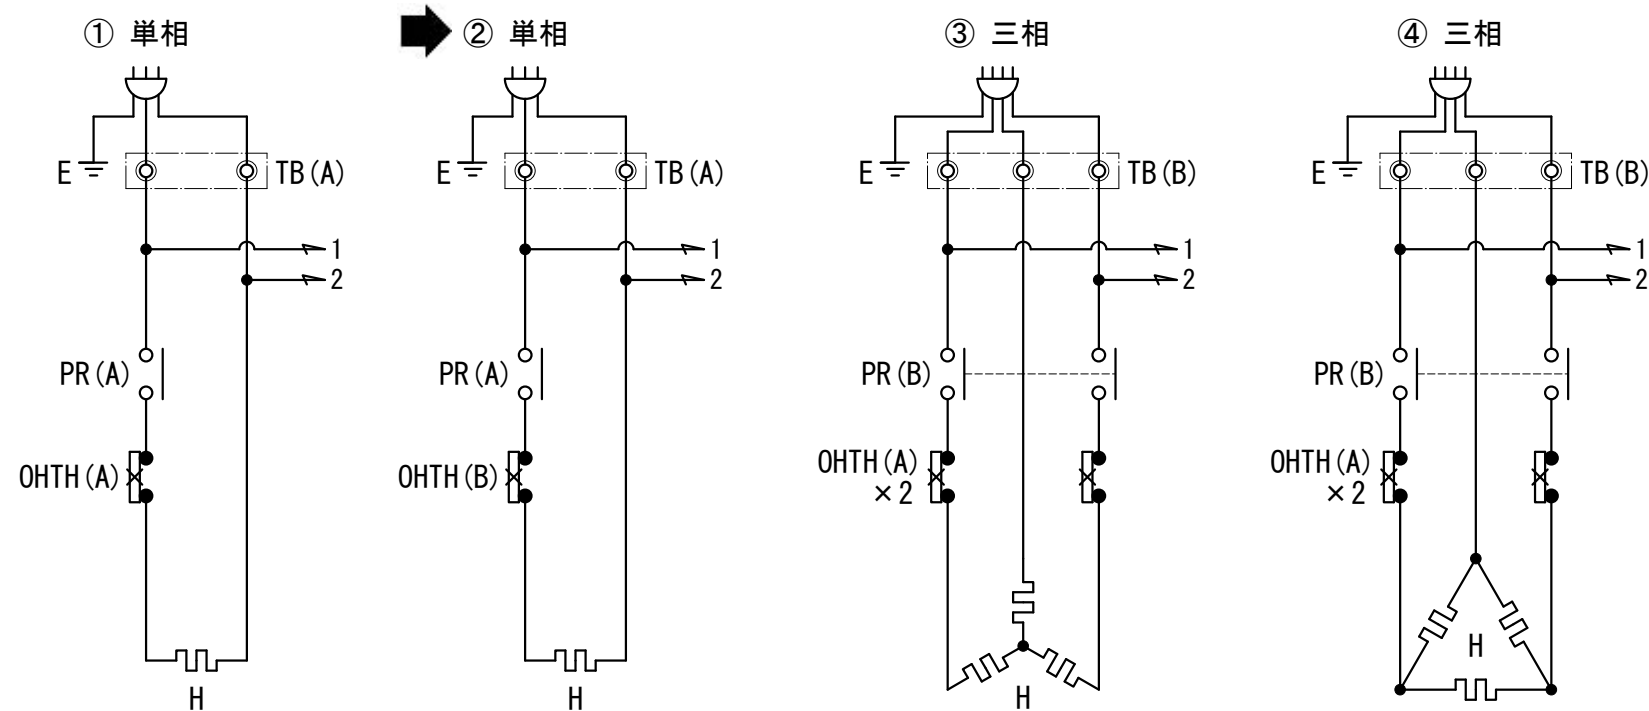 ① 単相
E
TB(A)
1
2
PR(A)
OHTH(A)
H
② 単相
E
TB(A)
1
2
PR(A)
OHTH(B)
H
③ 三相
E
TB(B)
1
2
PR(B)
OHTH(A)
×2
H
④ 三相
E
TB(B)
1
2
PR(B)
OHTH(A)
×2
H